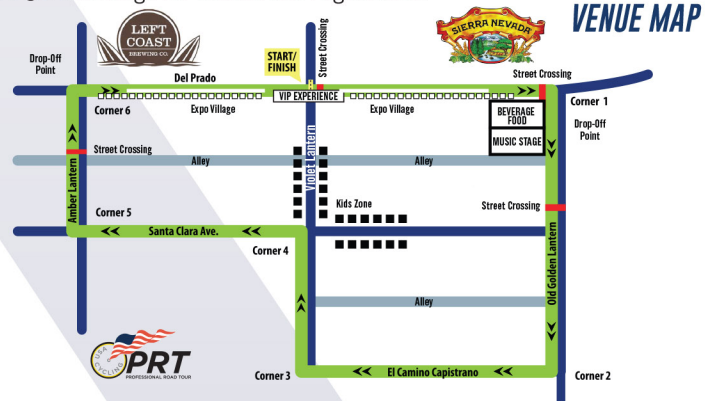 VENUE MAP
LEFT
COAST
BREWING CO.
SIERRA NEVADA
Drop-Off
Point
START/
FINISH
Street Crossing
Street Crossing
Del Prado
VIP EXPERIENCE
Corner 1
Corner 6
Expo Village
Expo Village
BEVERAGE
FOOD
MUSIC STAGE
Drop-Off
Point
Street Crossing
Alley
Violet Lantern
Alley
Amber Lantern
Kids Zone
Street Crossing
Corner 5
Santa Clara Ave.
Corner 4
Old Golden Lantern
Alley
USA
CYCLING
PRT
PROFESSIONAL ROAD TOUR
Corner 3
El Camino Capistrano
Corner 2